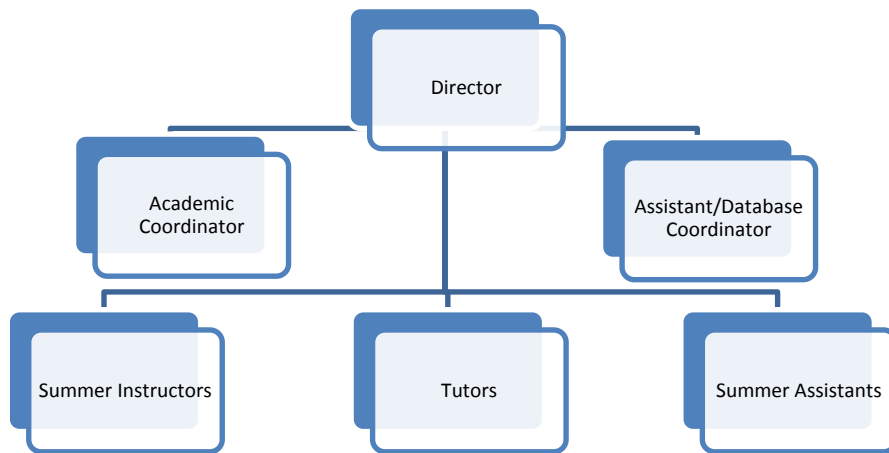 Director
Academic
Coordinator
Assistant/Database
Coordinator
Summer Instructors
Tutors
Summer Assistants